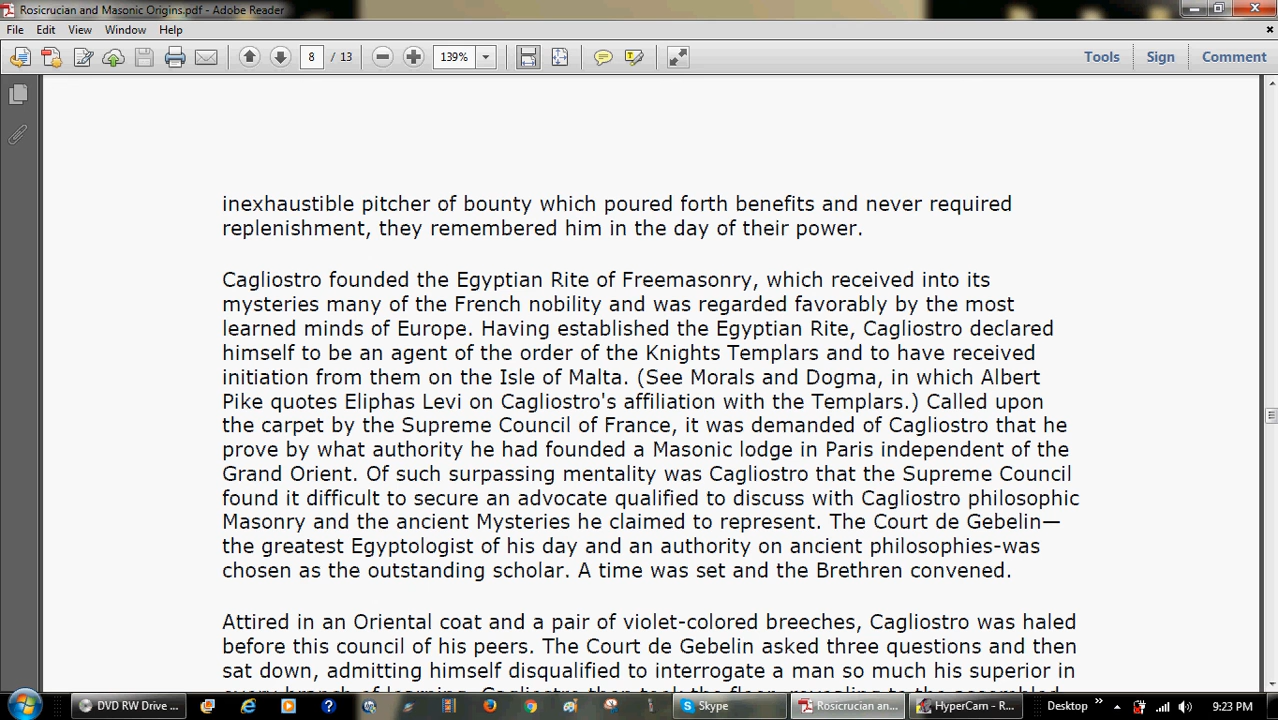 Rosicrucian and Masonic Origins.pdf - Adobe Reader
File Edit View Window Help
8 / 13 139% Tools Sign Comment
inexhaustible pitcher of bounty which poured forth benefits and never required
replenishment, they remembered him in the day of their power.
Cagliostro founded the Egyptian Rite of Freemasonry, which received into its
mysteries many of the French nobility and was regarded favorably by the most
learned minds of Europe. Having established the Egyptian Rite, Cagliostro declared
himself to be an agent of the order of the Knights Templars and to have received
initiation from them on the Isle of Malta. (See Morals and Dogma, in which Albert
Pike quotes Eliphas Levi on Cagliostro's affiliation with the Templars.) Called upon
the carpet by the Supreme Council of France, it was demanded of Cagliostro that he
prove by what authority he had founded a Masonic lodge in Paris independent of the
Grand Orient. Of such surpassing mentality was Cagliostro that the Supreme Council
found it difficult to secure an advocate qualified to discuss with Cagliostro philosophic
Masonry and the ancient Mysteries he claimed to represent. The Court de Gebelin—
the greatest Egyptologist of his day and an authority on ancient philosophies-was
chosen as the outstanding scholar. A time was set and the Brethren convened.
Attired in an Oriental coat and a pair of violet-colored breeches, Cagliostro was haled
before this council of his peers. The Court de Gebelin asked three questions and then
sat down, admitting himself disqualified to interrogate a man so much his superior in
every branch of learning. Cagliostro then took the floor, revealing to the assembled
DVD RW Drive ... Skype Rosicrucian an... HyperCam - R... Desktop 9:23 PM